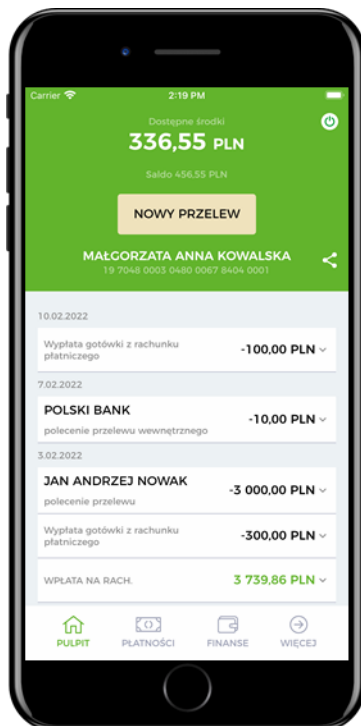 Carrier 2:19 PM
Dostępne środki
336,55 PLN
Saldo 456,55 PLN
NOWY PRZELEW
MAŁGORZATA ANNA KOWALSKA
19 7048 0003 0480 0067 8404 0001
10.02.2022
Wypłata gotówki z rachunku
płatniczego
-100,00 PLN
7.02.2022
POLSKI BANK
polecenie przelewu wewnętrznego
-10,00 PLN
3.02.2022
JAN ANDRZEJ NOWAK
polecenie przelewu
-3 000,00 PLN
Wypłata gotówki z rachunku
płatniczego
-300,00 PLN
WPŁATA NA RACH.
3 739,86 PLN
PULPIT PŁATNOŚCI FINANSE WIĘCEJ